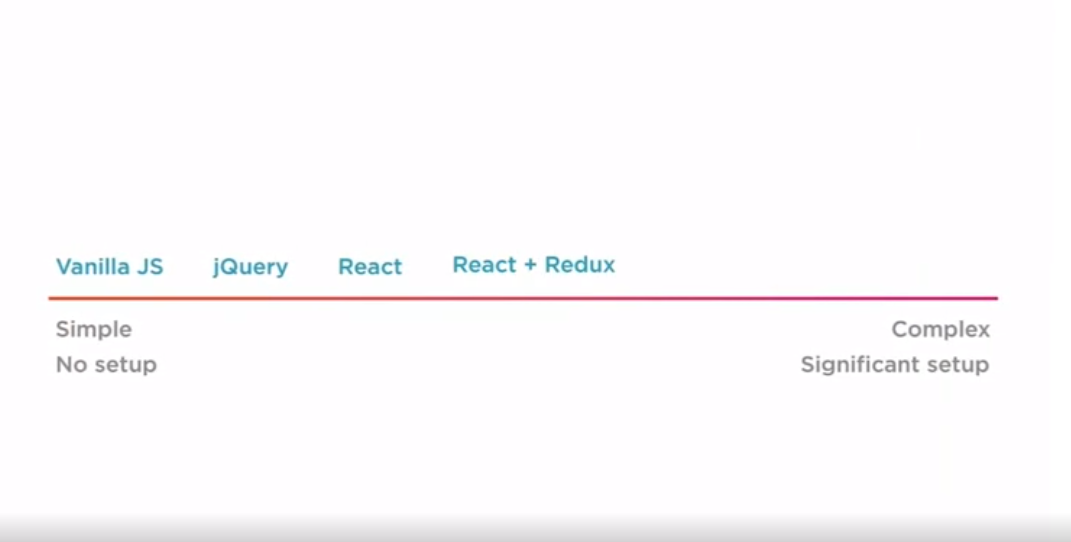 Vanilla JS jQuery React React + Redux
Simple Complex
No setup Significant setup